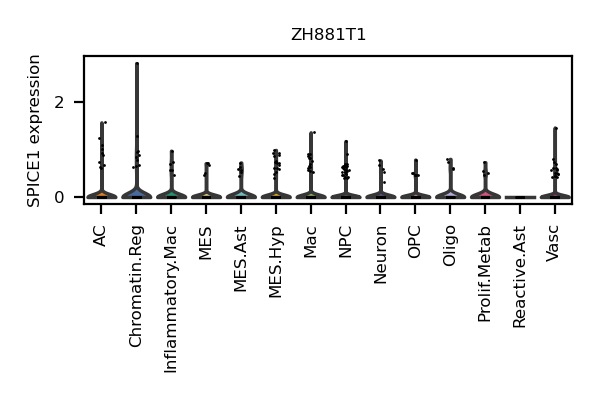 ZH881T1
SPICE1 expression
2
0
AC
Chromatin.Reg
Inflammatory.Mac
MES
MES.Ast
MES.Hyp
Mac
NPC
Neuron
OPC
Oligo
Prolif.Metab
Reactive.Ast
Vasc